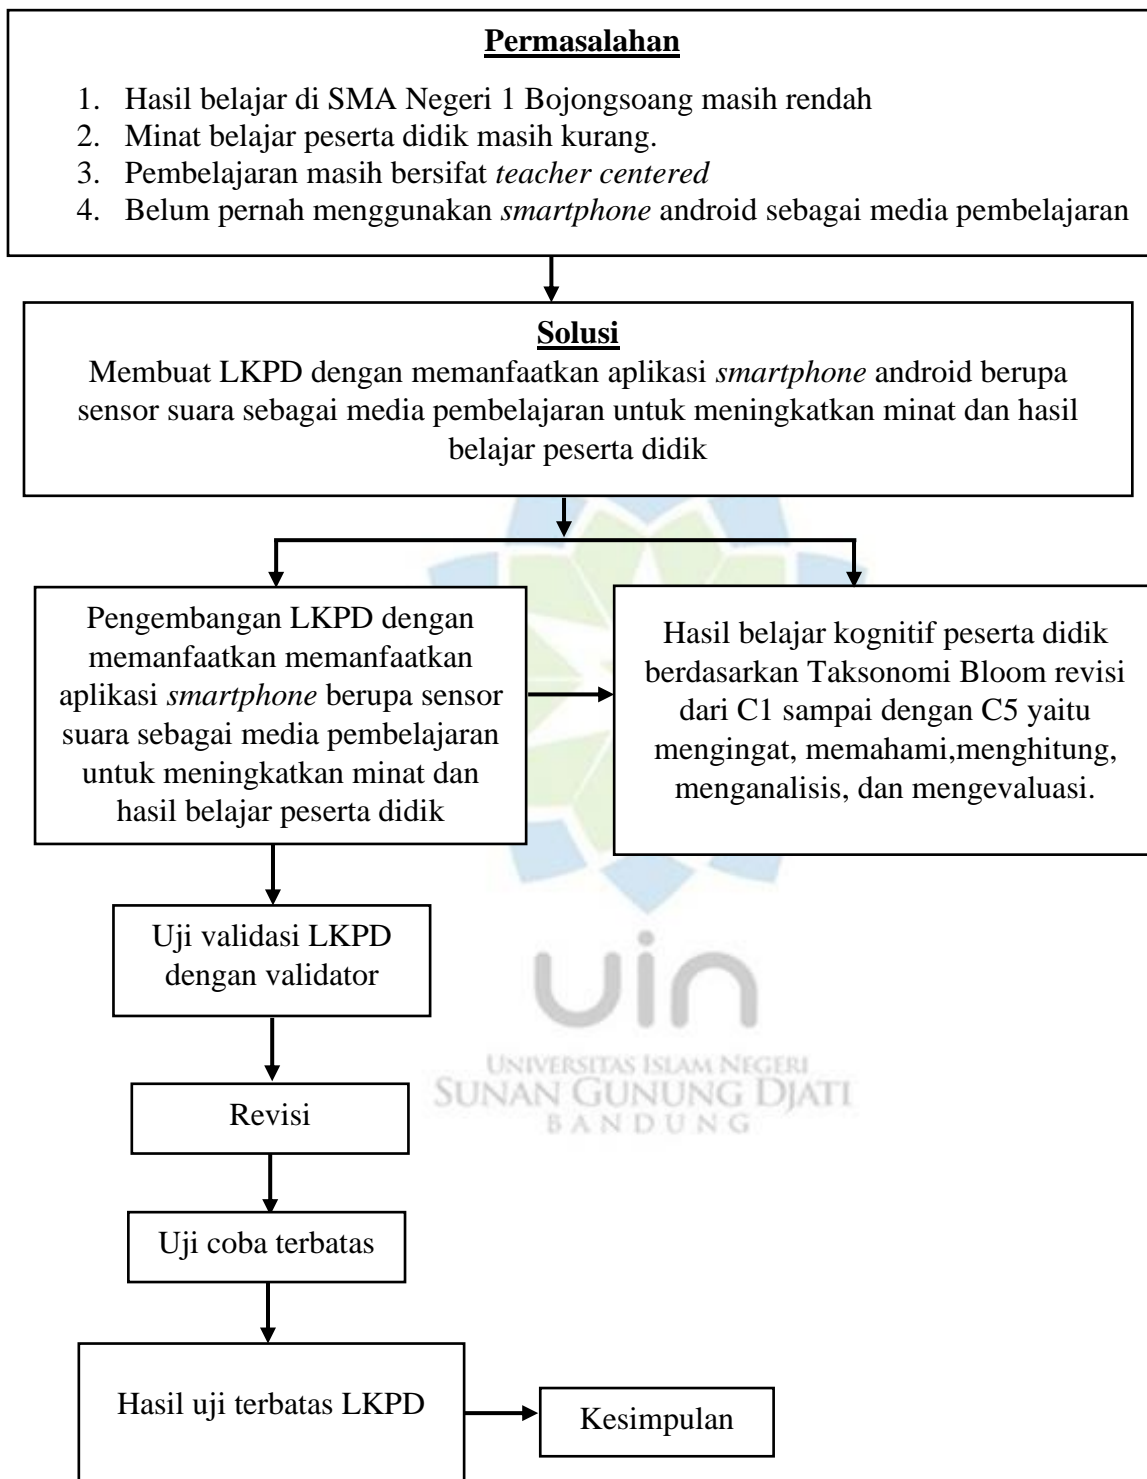 Permasalahan
1. Hasil belajar di SMA Negeri 1 Bojongsoang masih rendah
2. Minat belajar peserta didik masih kurang.
3. Pembelajaran masih bersifat teacher centered
4. Belum pernah menggunakan smartphone android sebagai media pembelajaran
Solusi
Membuat LKPD dengan memanfaatkan aplikasi smartphone android berupa
sensor suara sebagai media pembelajaran untuk meningkatkan minat dan hasil
belajar peserta didik
Pengembangan LKPD dengan
memanfaatkan memanfaatkan
aplikasi smartphone berupa sensor
suara sebagai media pembelajaran
untuk meningkatkan minat dan
hasil belajar peserta didik
Hasil belajar kognitif peserta didik
berdasarkan Taksonomi Bloom revisi
dari C1 sampai dengan C5 yaitu
mengingat, memahami,menghitung,
menganalisis, dan mengevaluasi.
Uji validasi LKPD
dengan validator
uin
UNIVERSITAS ISLAM NEGERI
SUNAN GUNUNG DJATI
BANDUNG
Revisi
Uji coba terbatas
Hasil uji terbatas LKPD
Kesimpulan